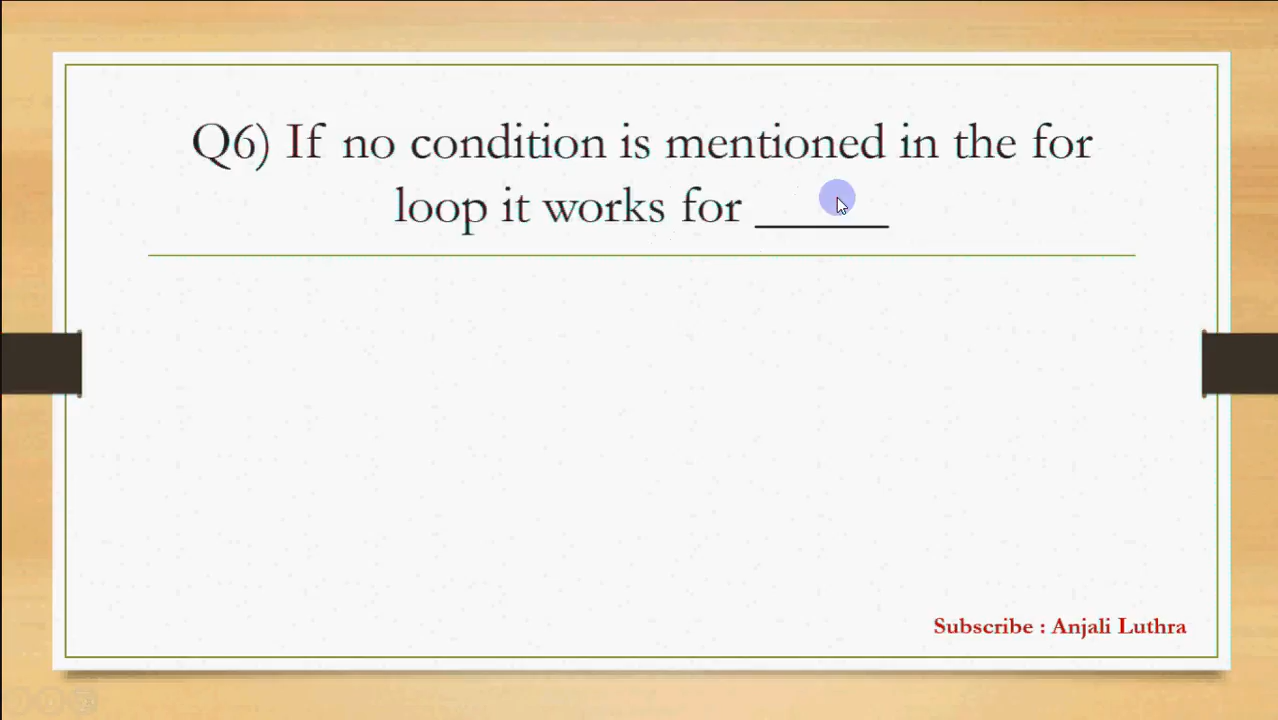 Q6) If no condition is mentioned in the for
loop it works for ______
Subscribe : Anjali Luthra